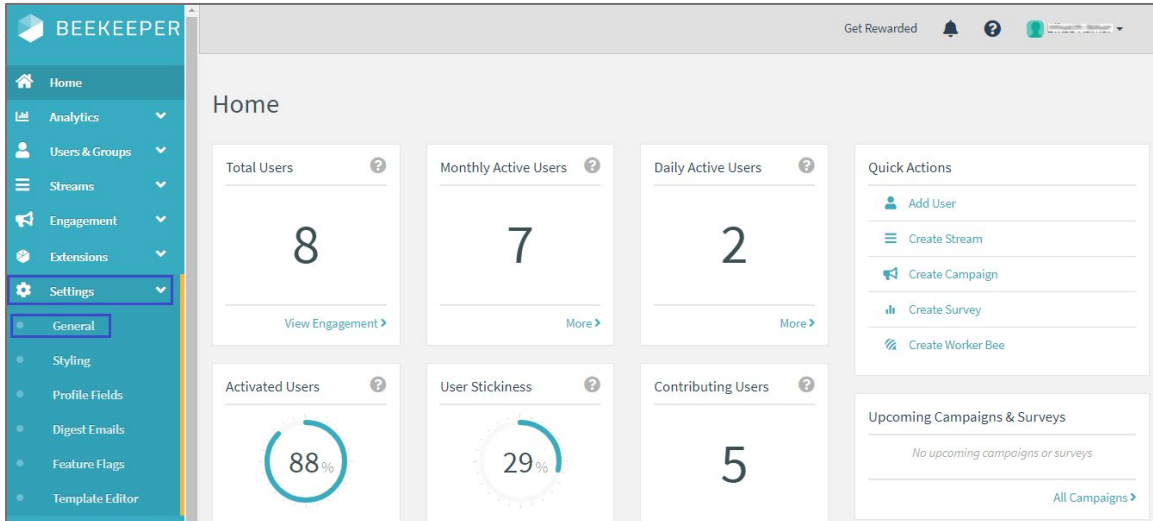 BEEKEEPER
Get Rewarded
Home
Analytics
Users & Groups
Streams
Engagement
Extensions
Settings
General
Styling
Profile Fields
Digest Emails
Feature Flags
Template Editor
Home
Total Users
8
View Engagement
Monthly Active Users
7
More
Daily Active Users
2
More
Quick Actions
Add User
Create Stream
Create Campaign
Create Survey
Create Worker Bee
Activated Users
88%
User Stickiness
29%
Contributing Users
5
Upcoming Campaigns & Surveys
No upcoming campaigns or surveys
All Campaigns